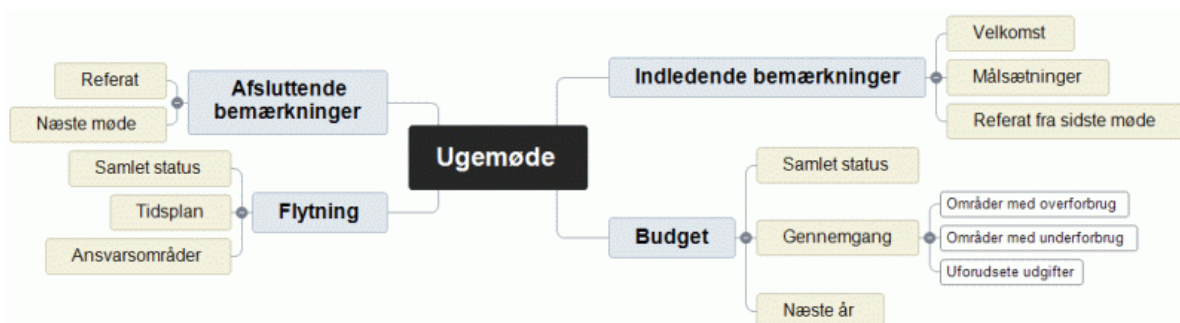 Ugemøde
Indledende bemærkninger
Velkomst
Målsætninger
Referat fra sidste møde
Budget
Samlet status
Gennemgang
Områder med overforbrug
Områder med underforbrug
Uforudsete udgifter
Næste år
Flytning
Samlet status
Tidsplan
Ansvarsområder
Afsluttende
bemærkninger
Referat
Næste møde